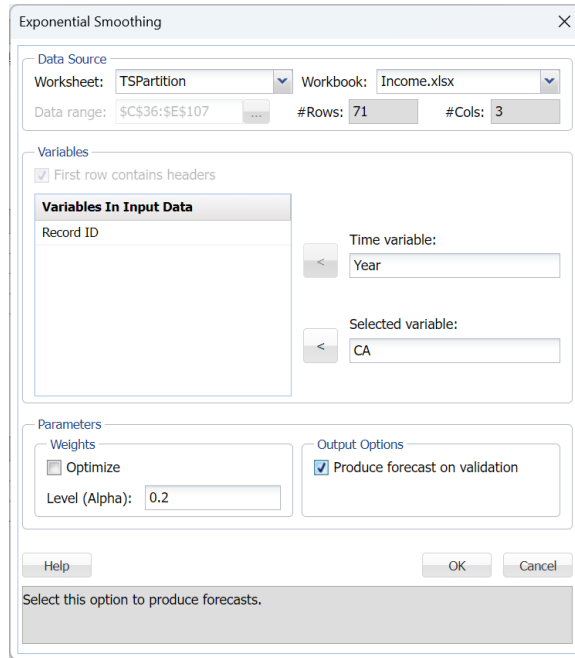 Exponential Smoothing
Data Source
Worksheet: TSPartition Workbook: Income.xlsx
Data range: $C$36:$E$107 ... #Rows: 71 #Cols: 3
Variables
First row contains headers
Variables In Input Data
Record ID
Time variable:
<
Year
Selected variable:
<
CA
Parameters
Weights
Output Options
Optimize
Produce forecast on validation
Level (Alpha): 0.2
Help OK Cancel
Select this option to produce forecasts.